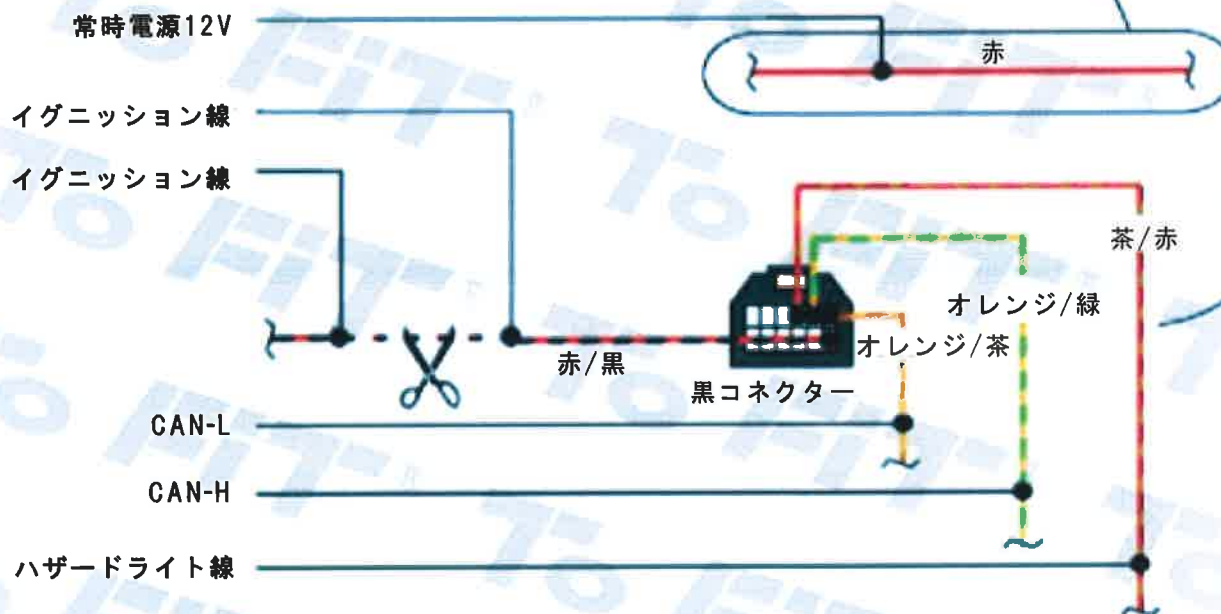 常時電源12V
赤
イグニッション線
イグニッション線
茶/赤
オレンジ/緑
オレンジ/茶
赤/黒
黒コネクター
CAN-L
CAN-H
ハザードライト線
TO FiT